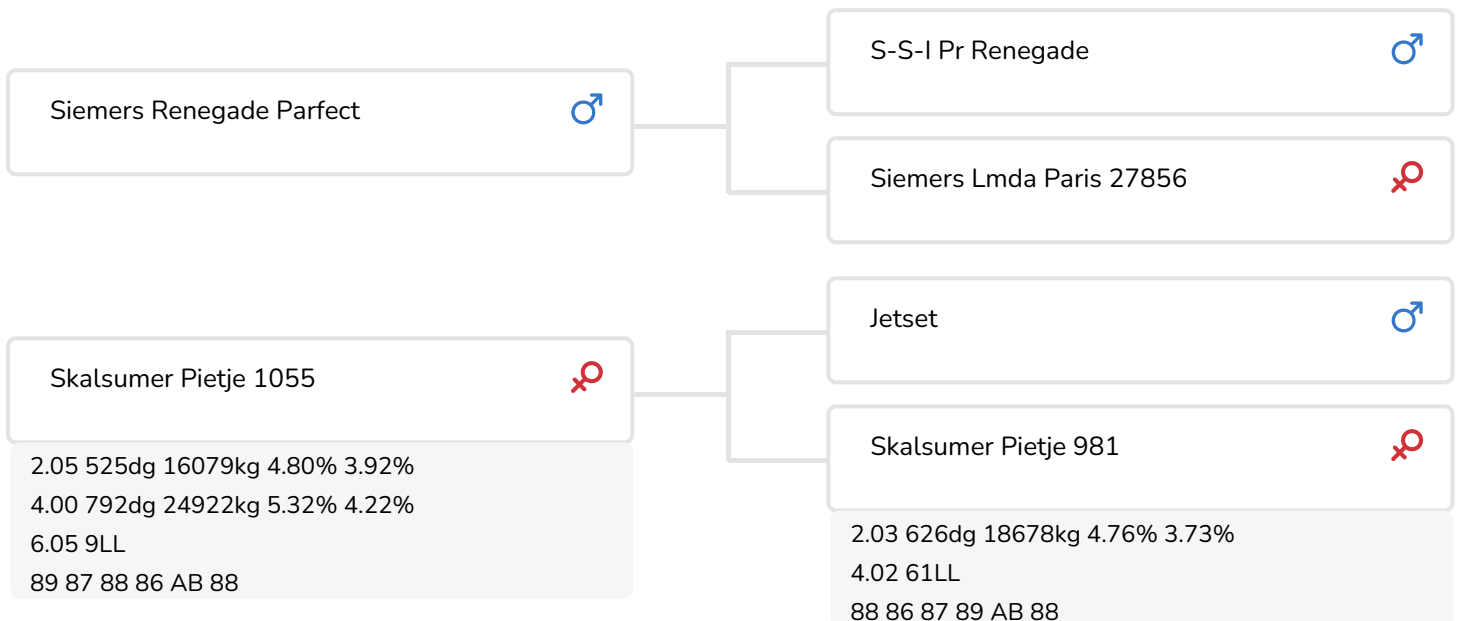 Siemers Renegade Parfect
S-S-I Pr Renegade
Siemers Lmda Paris 27856
Skalsumer Pietje 1055
2.05 525dg 16079kg 4.80% 3.92%
4.00 792dg 24922kg 5.32% 4.22%
6.05 9LL
89 87 88 86 AB 88
Jetset
Skalsumer Pietje 981
2.03 626dg 18678kg 4.76% 3.73%
4.02 61LL
88 86 87 89 AB 88